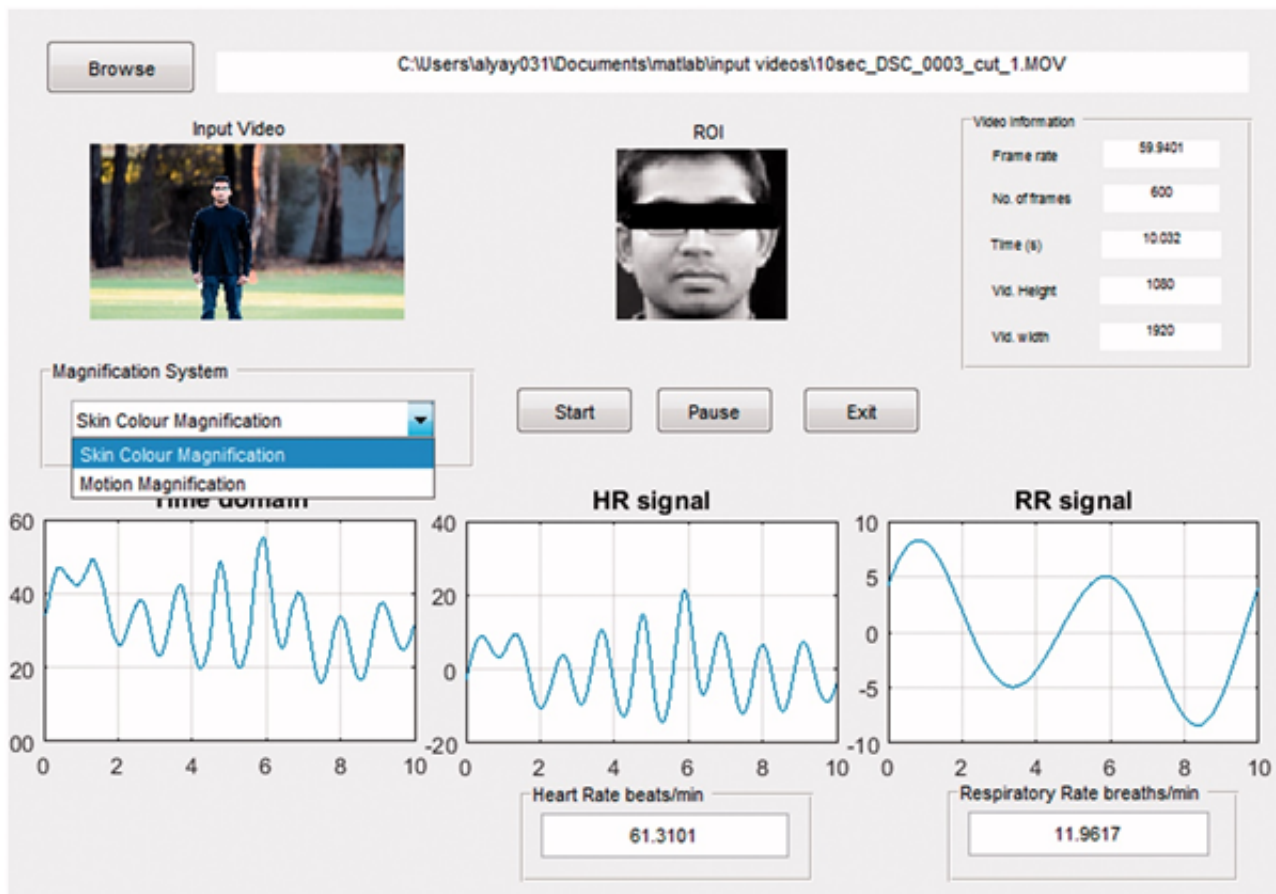 Browse
C:\Users\alyay031\Documents\matlab\input videos\10sec_DSC_0003_cut_1.MOV
Input Video
ROI
Video Information
Frame rate
59.9401
No. of frames
600
Time (s)
10.032
Vid. Height
1080
Vid. width
1920
Magnification System
Skin Colour Magnification
Skin Colour Magnification
Motion Magnification
Start
Pause
Exit
Time domain
60
40
20
00
0 2 4 6 8 10
HR signal
40
20
0
-20
0 2 4 6 8 10
RR signal
10
5
0
-5
-10
0 2 4 6 8 10
Heart Rate beats/min
61.3101
Respiratory Rate breaths/min
11.9617